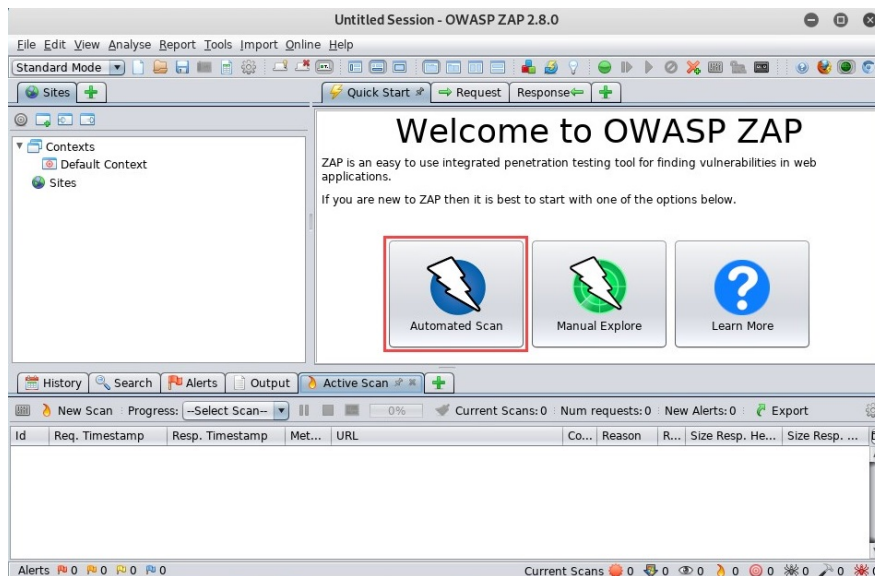 Untitled Session - OWASP ZAP 2.8.0
File Edit View Analyse Report Tools Import Online Help
Standard Mode
Sites
Quick Start
Request
Response
Contexts
Default Context
Sites
Welcome to OWASP ZAP
ZAP is an easy to use integrated penetration testing tool for finding vulnerabilities in web
applications.
If you are new to ZAP then it is best to start with one of the options below.
Automated Scan
Manual Explore
Learn More
History
Search
Alerts
Output
Active Scan
New Scan Progress: --Select Scan-- 0% Current Scans: 0 Num requests: 0 New Alerts: 0 Export
Id Req. Timestamp Resp. Timestamp Met... URL Co... Reason R... Size Resp. He... Size Resp. ...
Alerts 0 0 0 0 Current Scans 0 0 0 0 0 0 0